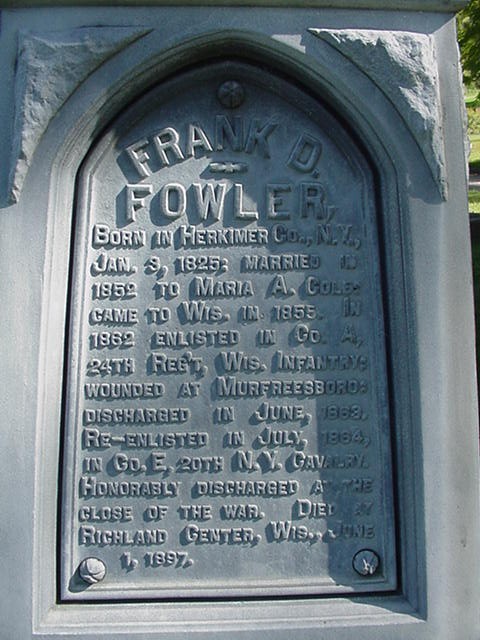 FRANK D.
FOWLER,
BORN IN HERKIMER CO., N.Y.,
JAN. 3, 1825: MARRIED IN
1852 TO MARIA A. COLE:
CAME TO WIS. IN 1855. IN
1862 ENLISTED IN CO. A,
24TH REG'T, WIS. INFANTRY:
WOUNDED AT MURFREESBORO:
DISCHARGED IN JUNE, 1863.
RE-ENLISTED IN JULY, 1864,
IN CO. E, 20TH N.Y. CAVALRY.
HONORABLY DISCHARGED AT THE
CLOSE OF THE WAR. DIED AT
RICHLAND CENTER, WIS., JUNE
1, 1897.